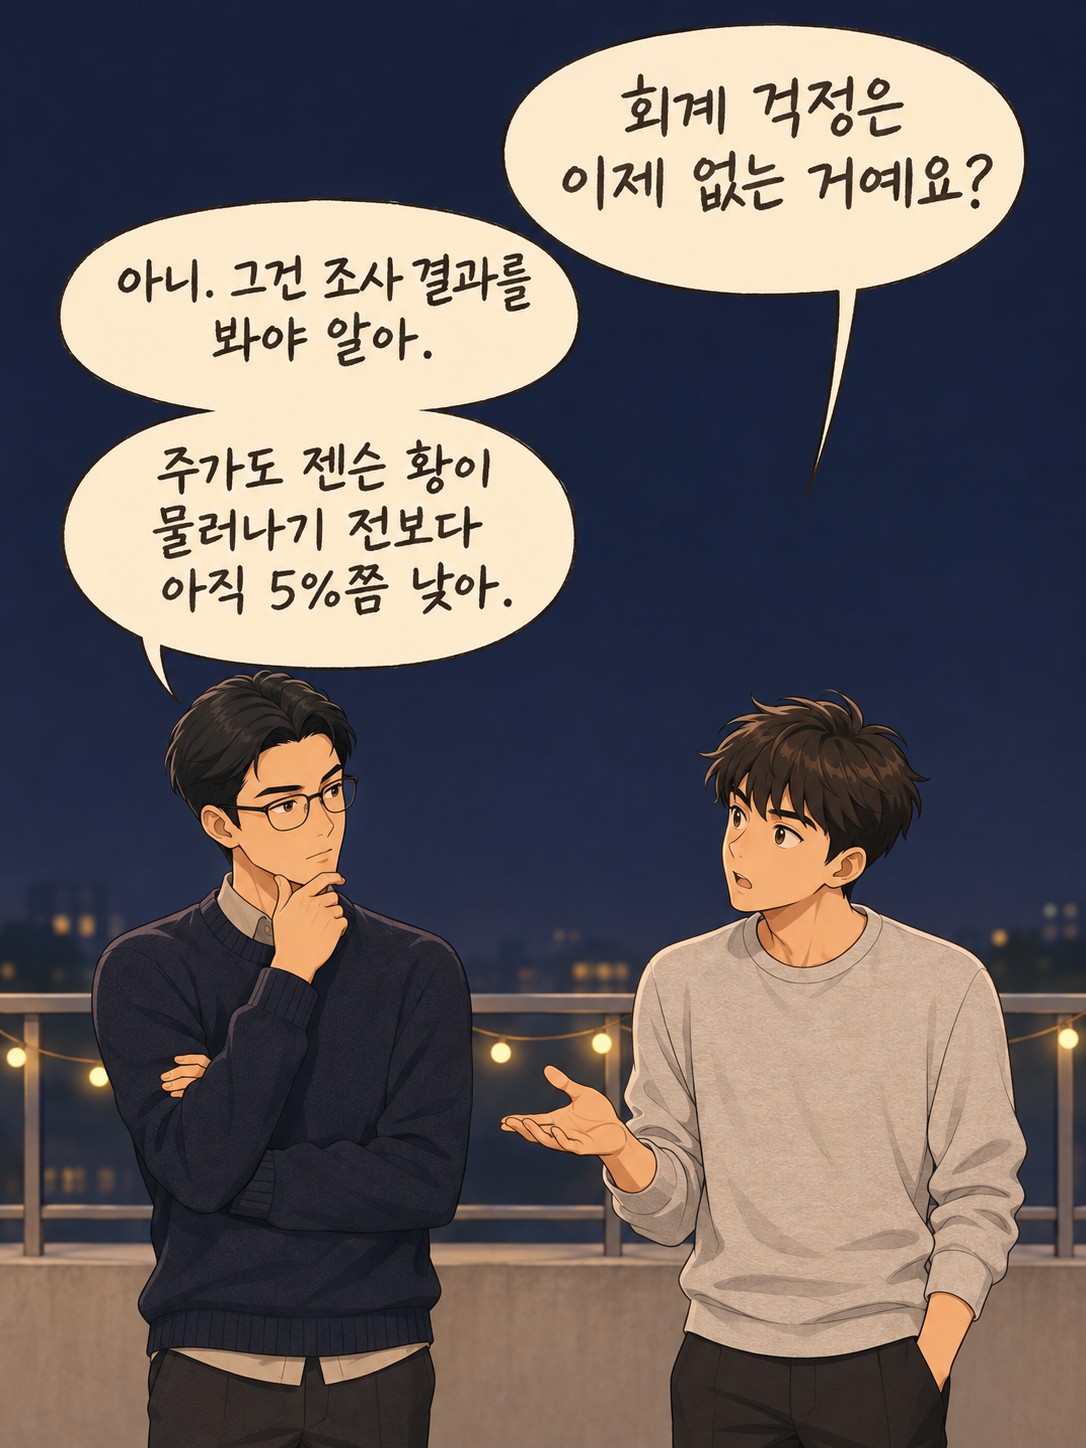 회계 걱정은
이제 없는 거예요?
아니. 그건 조사 결과를
봐야 알아.
주가도 젠슨 황이
물러나기 전보다
아직 5%쯤 낮아.